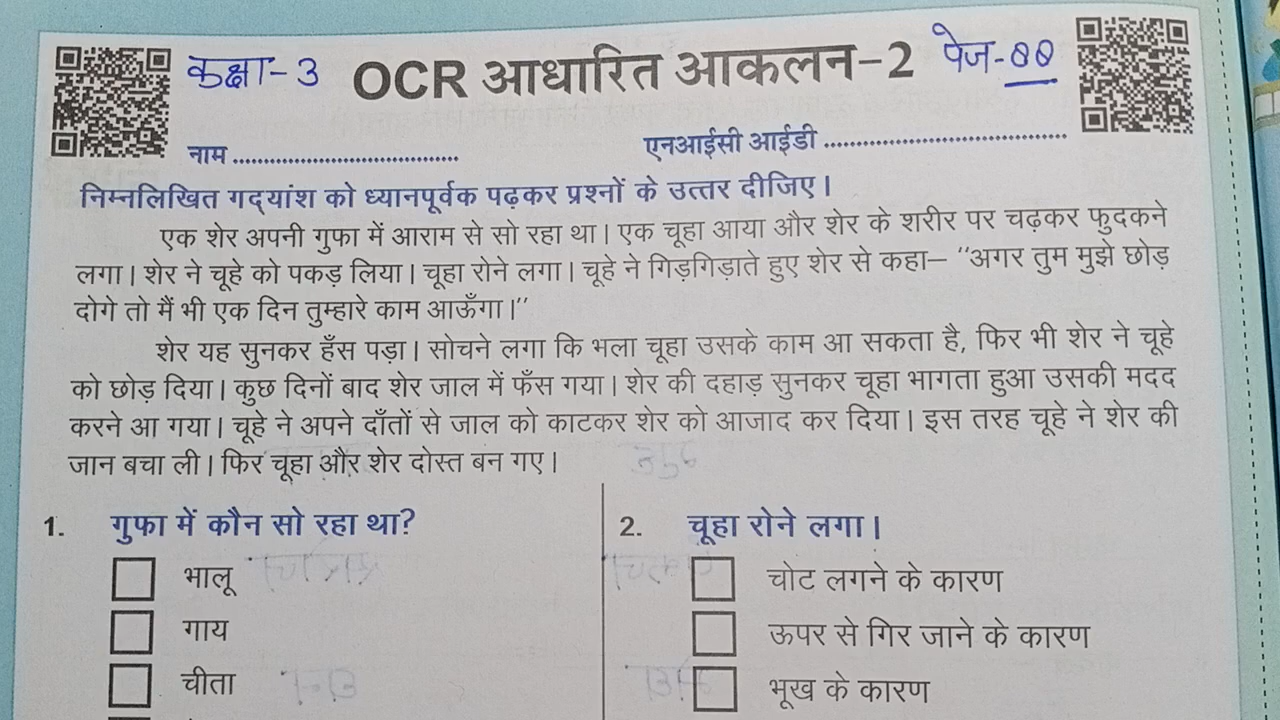 कक्षा-3 OCR आधारित आकलन-2 पेज-99
नाम .................................... एनआईसी आईडी ....................................
निम्नलिखित गद्‌यांश को ध्यानपूर्वक पढ़कर प्रश्नों के उत्तर दीजिए।
एक शेर अपनी गुफा में आराम से सो रहा था। एक चूहा आया और शेर के शरीर पर चढ़कर फुदकने
लगा। शेर ने चूहे को पकड़ लिया। चूहा रोने लगा। चूहे ने गिड़गिड़ाते हुए शेर से कहा– “अगर तुम मुझे छोड़
दोगे तो मैं भी एक दिन तुम्हारे काम आऊँगा।”
शेर यह सुनकर हँस पड़ा। सोचने लगा कि भला चूहा उसके काम आ सकता है, फिर भी शेर ने चूहे
को छोड़ दिया। कुछ दिनों बाद शेर जाल में फँस गया। शेर की दहाड़ सुनकर चूहा भागता हुआ उसकी मदद
करने आ गया। चूहे ने अपने दाँतों से जाल को काटकर शेर को आजाद कर दिया। इस तरह चूहे ने शेर की
जान बचा ली। फिर चूहा और शेर दोस्त बन गए।
1. गुफा में कौन सो रहा था?
भालू
गाय
चीता
2. चूहा रोने लगा।
चोट लगने के कारण
ऊपर से गिर जाने के कारण
भूख के कारण